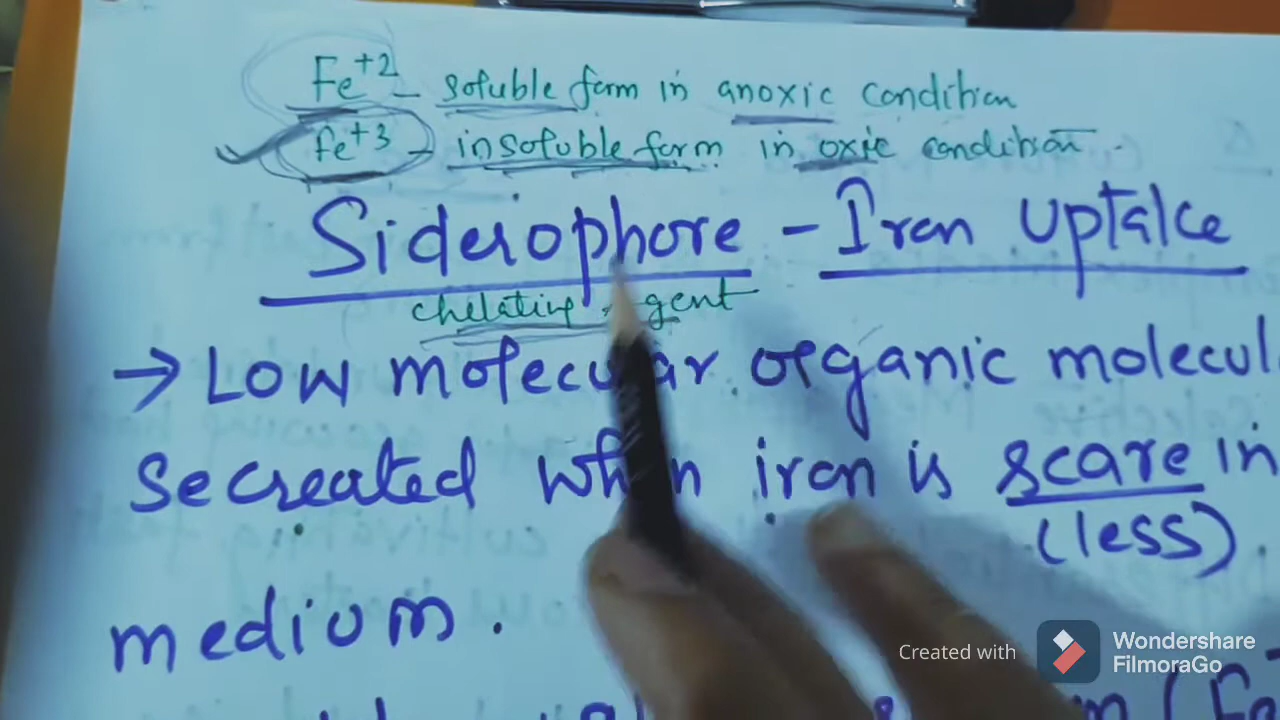 Fe+2 - soluble form in anoxic condition
Fe+3 - insoluble form in oxic condition.
Siderophore - Iron uptake
chelating agent
→ Low molecular organic molecul
secreated when iron is scare in
(less)
medium.
Created with Wondershare FilmoraGo